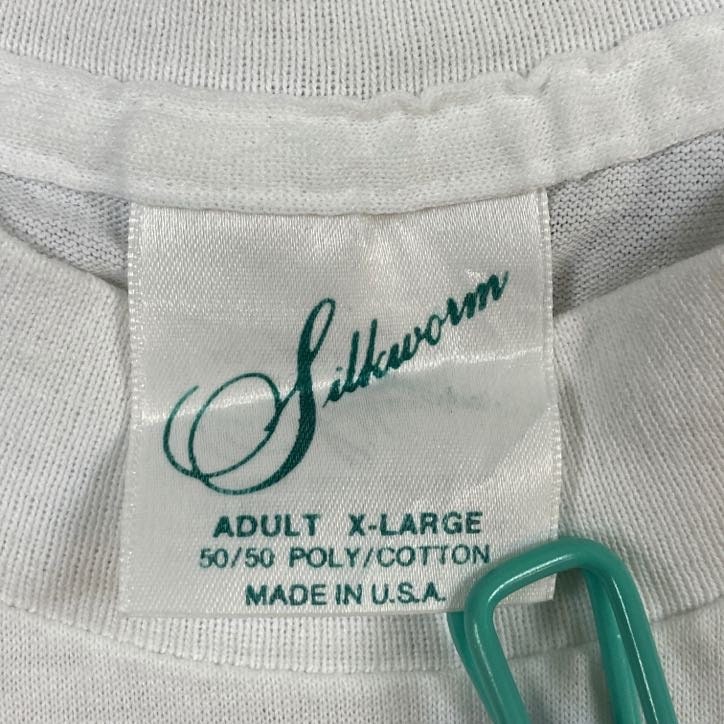 Silkworm
ADULT X-LARGE
50/50 POLY/COTTON
MADE IN U.S.A.